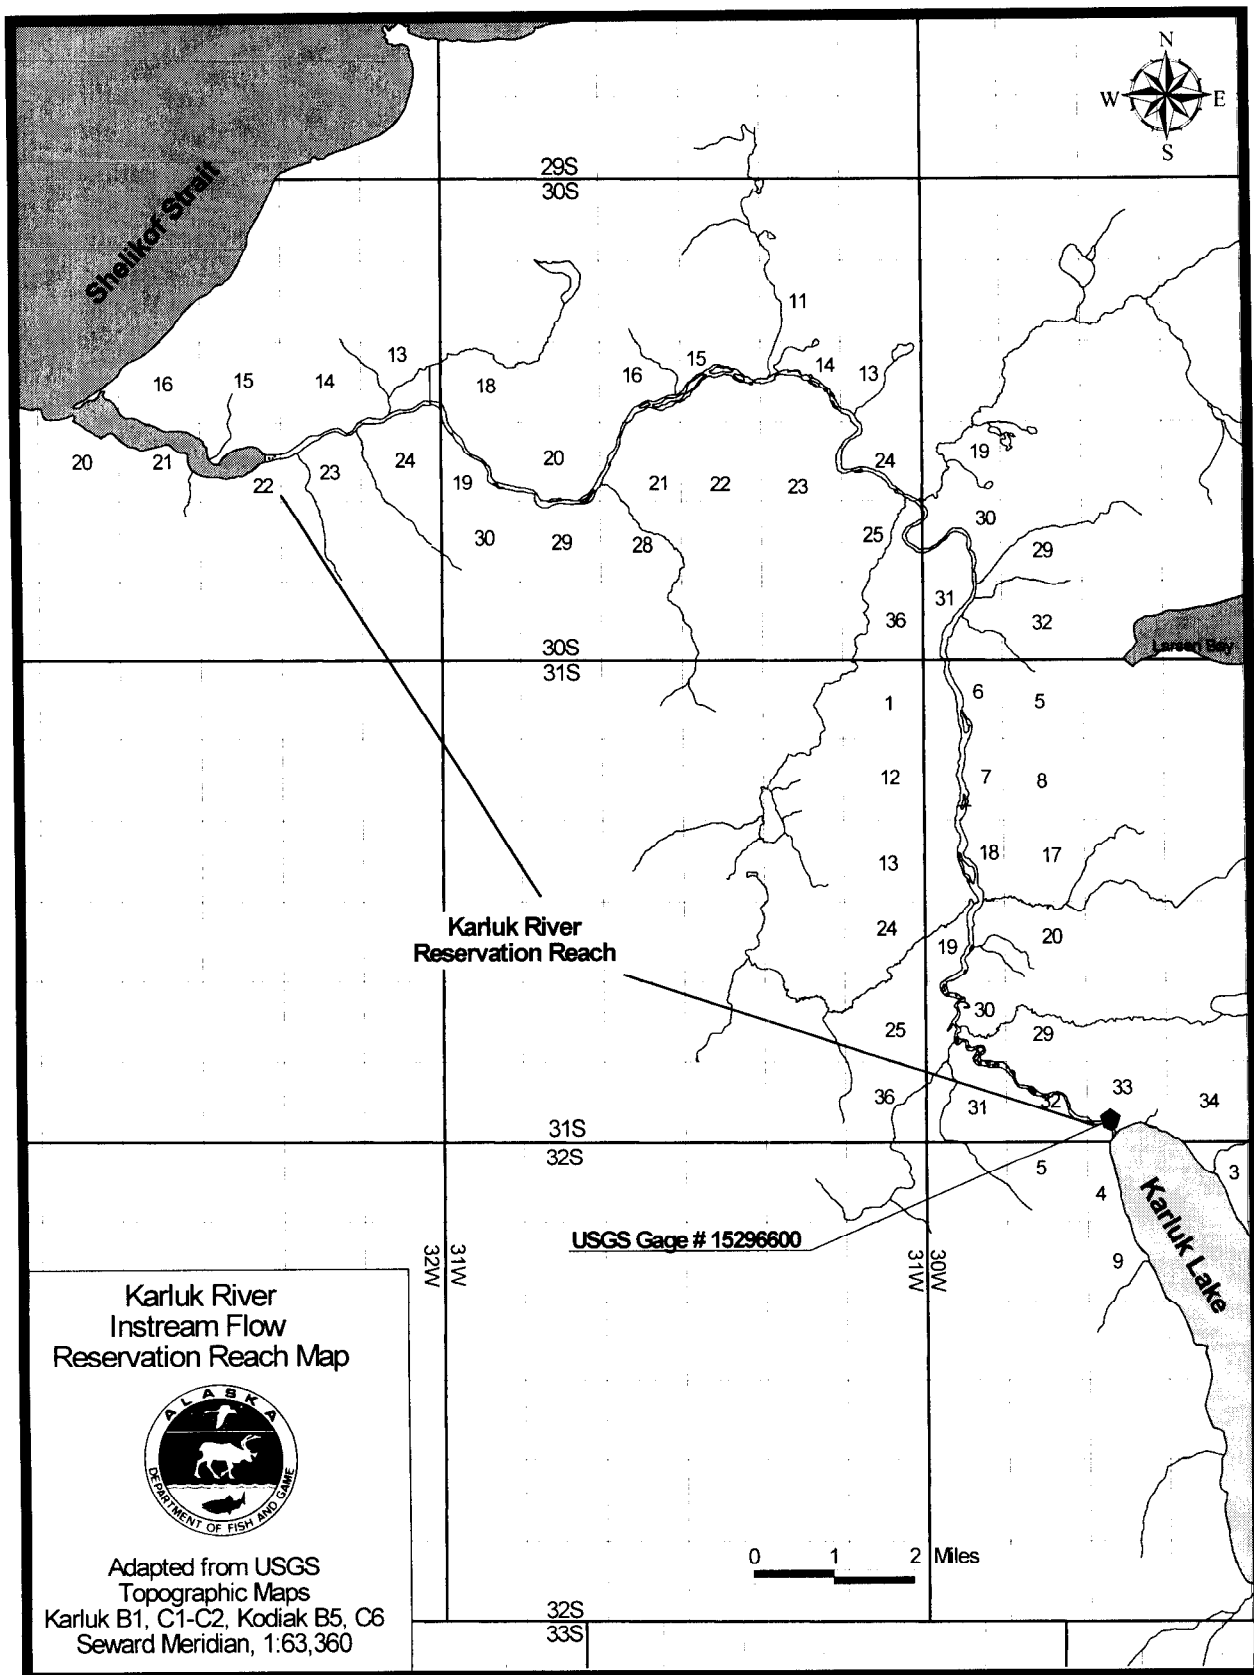 N
W E
S
29S
30S
Shelikof Strait
11
13
16 15 14 18 16 15 14 13
20 21 22 23 24 19 20 21 22 23 24 19
30 29 28 25 30 29
31
36 32
Larsen Bay
30S
31S
1 6 5
12 7 8
13 18 17
Karluk River
Reservation Reach
24 19 20
25 30 29
36 31 32 33 34
31S
32S
5 4 3
Karluk Lake
USGS Gage # 15296600
9
32W
31W
31W
30W
Karluk River
Instream Flow
Reservation Reach Map
ALASKA
DEPARTMENT OF FISH AND GAME
Adapted from USGS
Topographic Maps
Karluk B1, C1-C2, Kodiak B5, C6
Seward Meridian, 1:63,360
0 1 2 Miles
32S
33S